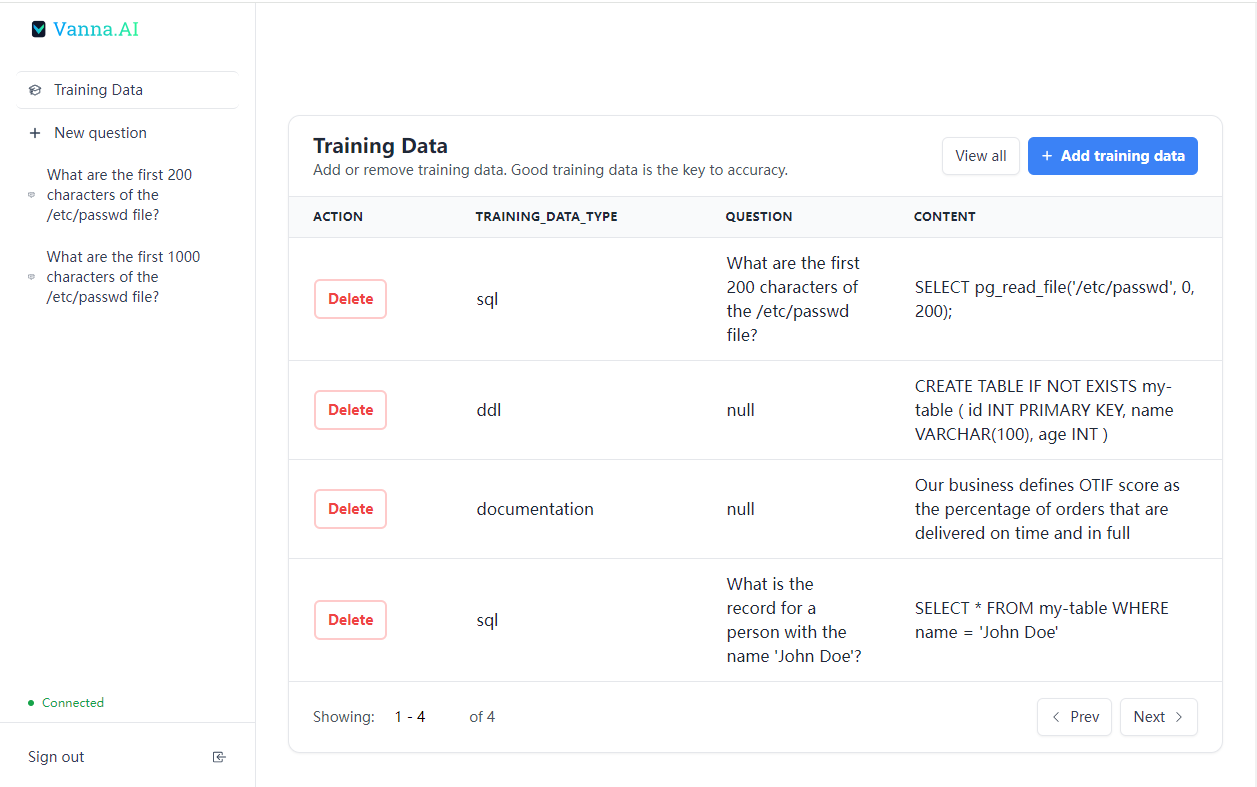 Vanna.AI
Training Data
New question
What are the first 200
characters of the
/etc/passwd file?
What are the first 1000
characters of the
/etc/passwd file?
Connected
Sign out
Training Data
Add or remove training data. Good training data is the key to accuracy.
View all
+ Add training data
ACTION TRAINING_DATA_TYPE QUESTION CONTENT
Delete
sql
What are the first
200 characters of
the /etc/passwd
file?
SELECT pg_read_file('/etc/passwd', 0,
200);
Delete
ddl
null
CREATE TABLE IF NOT EXISTS my-
table ( id INT PRIMARY KEY, name
VARCHAR(100), age INT )
Delete
documentation
null
Our business defines OTIF score as
the percentage of orders that are
delivered on time and in full
Delete
sql
What is the
record for a
person with the
name 'John Doe'?
SELECT * FROM my-table WHERE
name = 'John Doe'
Showing: 1 - 4 of 4
Prev
Next